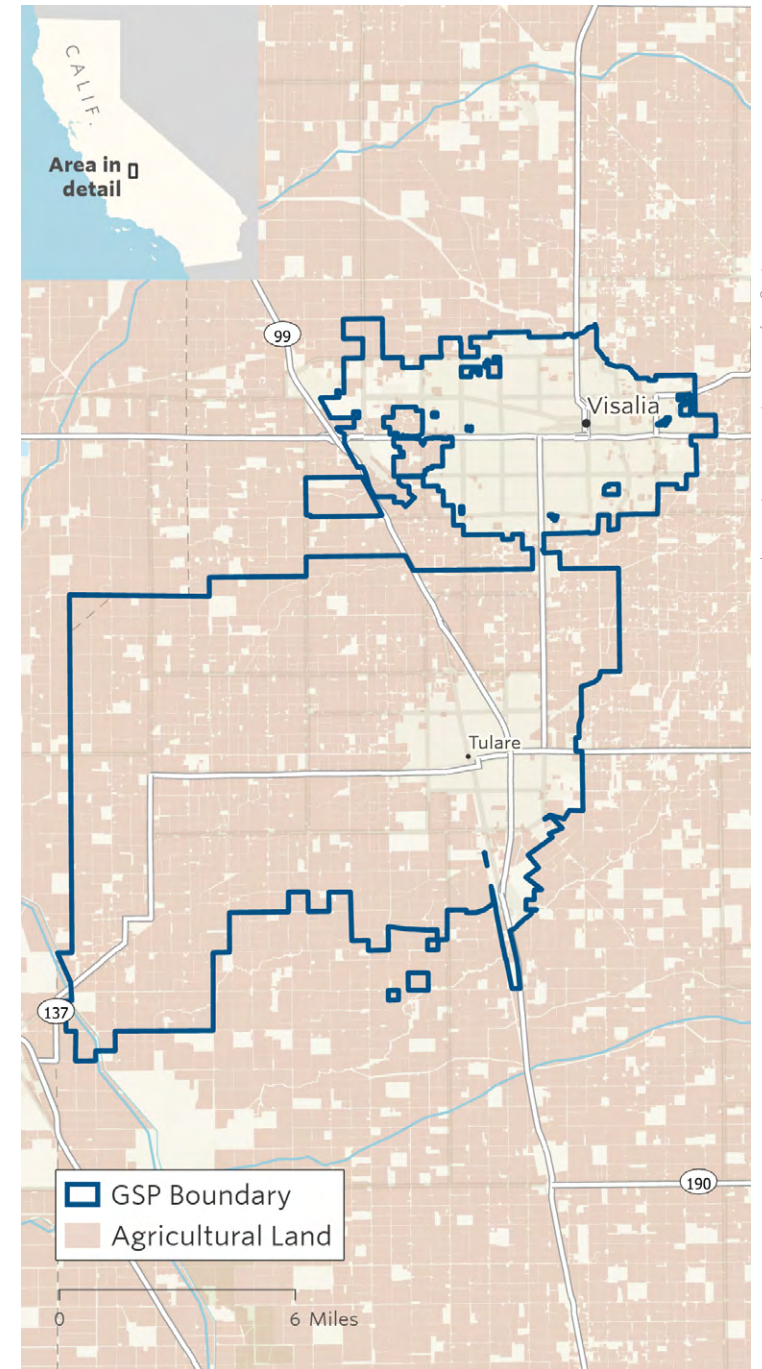 CALIF.
Area in
detail
99
Visalia
Tulare
137
190
GSP Boundary
Agricultural Land
0
6 Miles